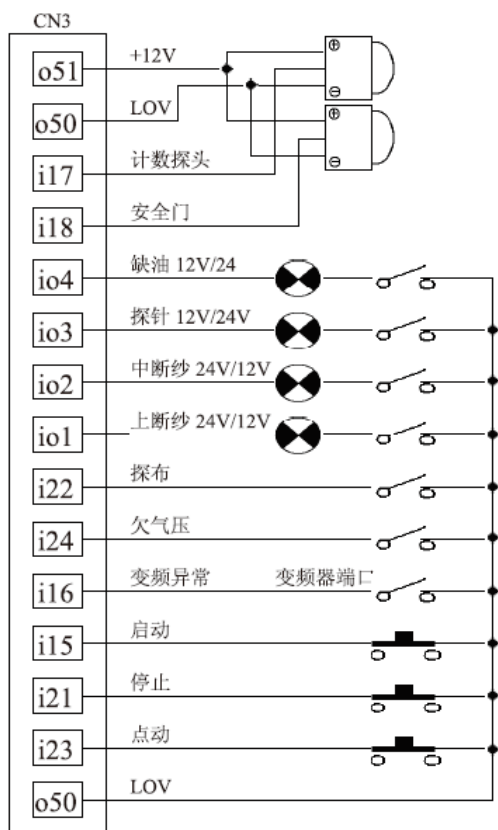 CN3
o51 +12V
o50 LOV
i17 计数探头
i18 安全门
io4 缺油 12V/24
io3 探针 12V/24V
io2 中断纱 24V/12V
io1 上断纱 24V/12V
i22 探布
i24 欠气压
i16 变频异常 变频器端口
i15 启动
i21 停止
i23 点动
o50 LOV